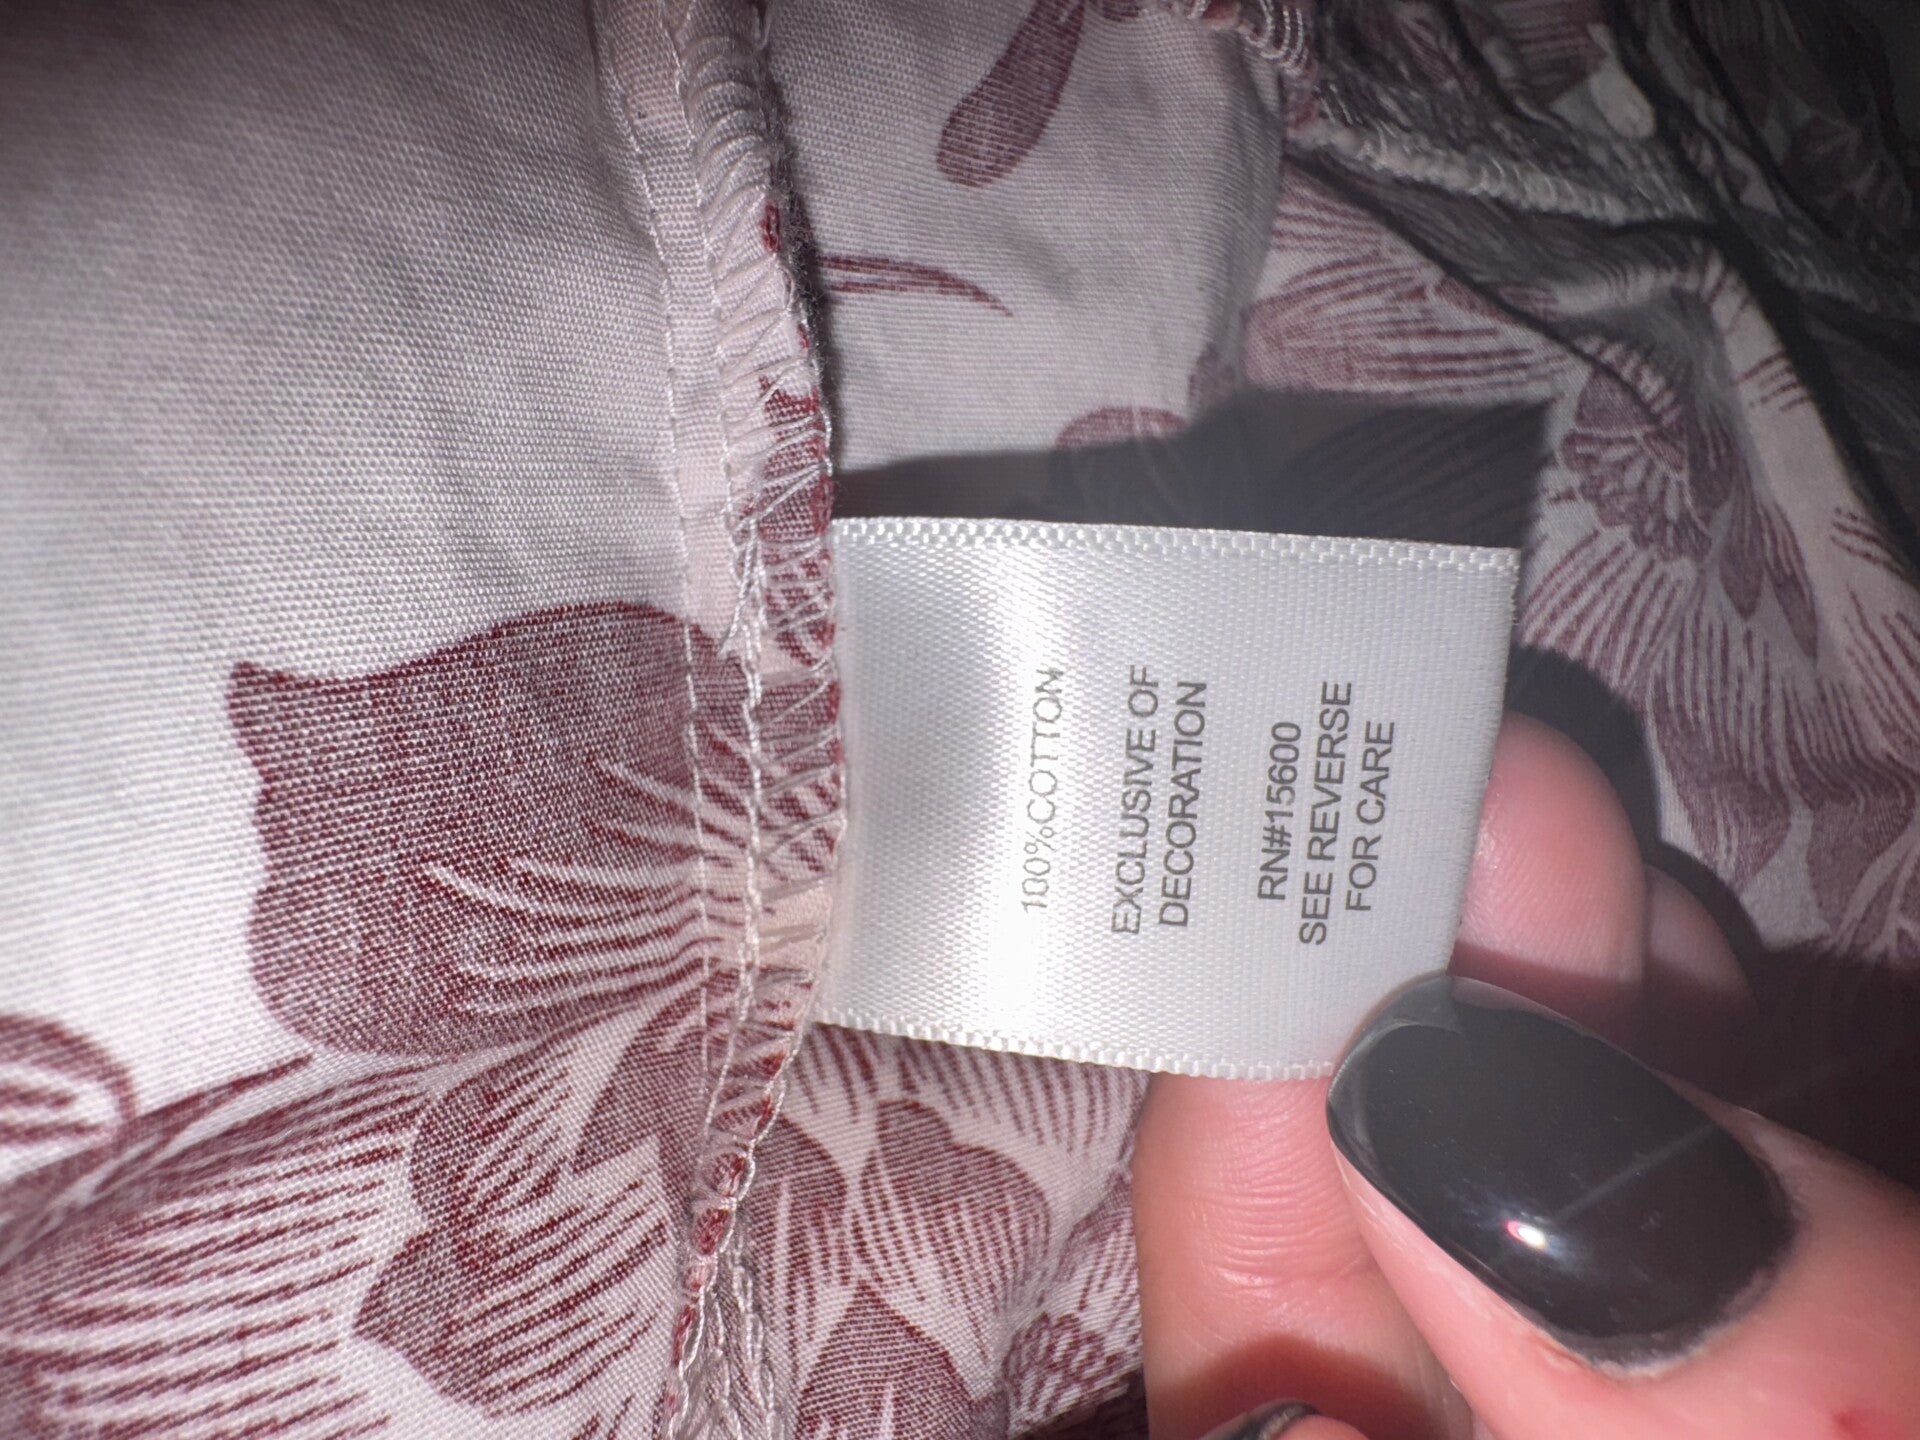 100%COTTON
EXCLUSIVE OF
DECORATION
RN#15600
SEE REVERSE
FOR CARE